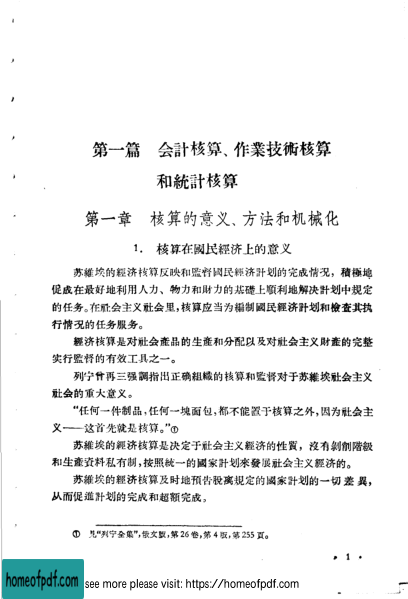 第一篇 会計核算、作業技術核算
和統計核算
第一章 核算的意义、方法和机械化
1. 核算在國民經济上的意义
苏維埃的經济核算反映和監督國民經济計划的完成情况，積極地
促成在最好地利用人力、物力和財力的基礎上順利地解决計划中規定
的任务。在社会主义社会里，核算应当为編制國民經济計划和檢查其执
行情况的任务服务。
經济核算是对社会產品的生產和分配以及对社会主义財產的完整
实行監督的有效工具之一。
列宁曾再三强調指出正确組織的核算和監督对于苏維埃社会主义
社会的重大意义。
“任何一件制品，任何一塊面包，都不能置于核算之外，因为社会主
义——这首先就是核算。”①
苏維埃的經济核算是决定于社会主义經济的性質，沒有剝削階級
和生產資料私有制，按照統一的國家計划來發展社会主义經济的。
苏維埃的經济核算及时地預告脫离規定的國家計划的一切差異，
从而促進計划的完成和超額完成。
① 見“列宁全集”，俄文版，第26卷，第4版，第255頁。
• 1 •
homeofpdf.com
see more please visit: https://homeofpdf.com